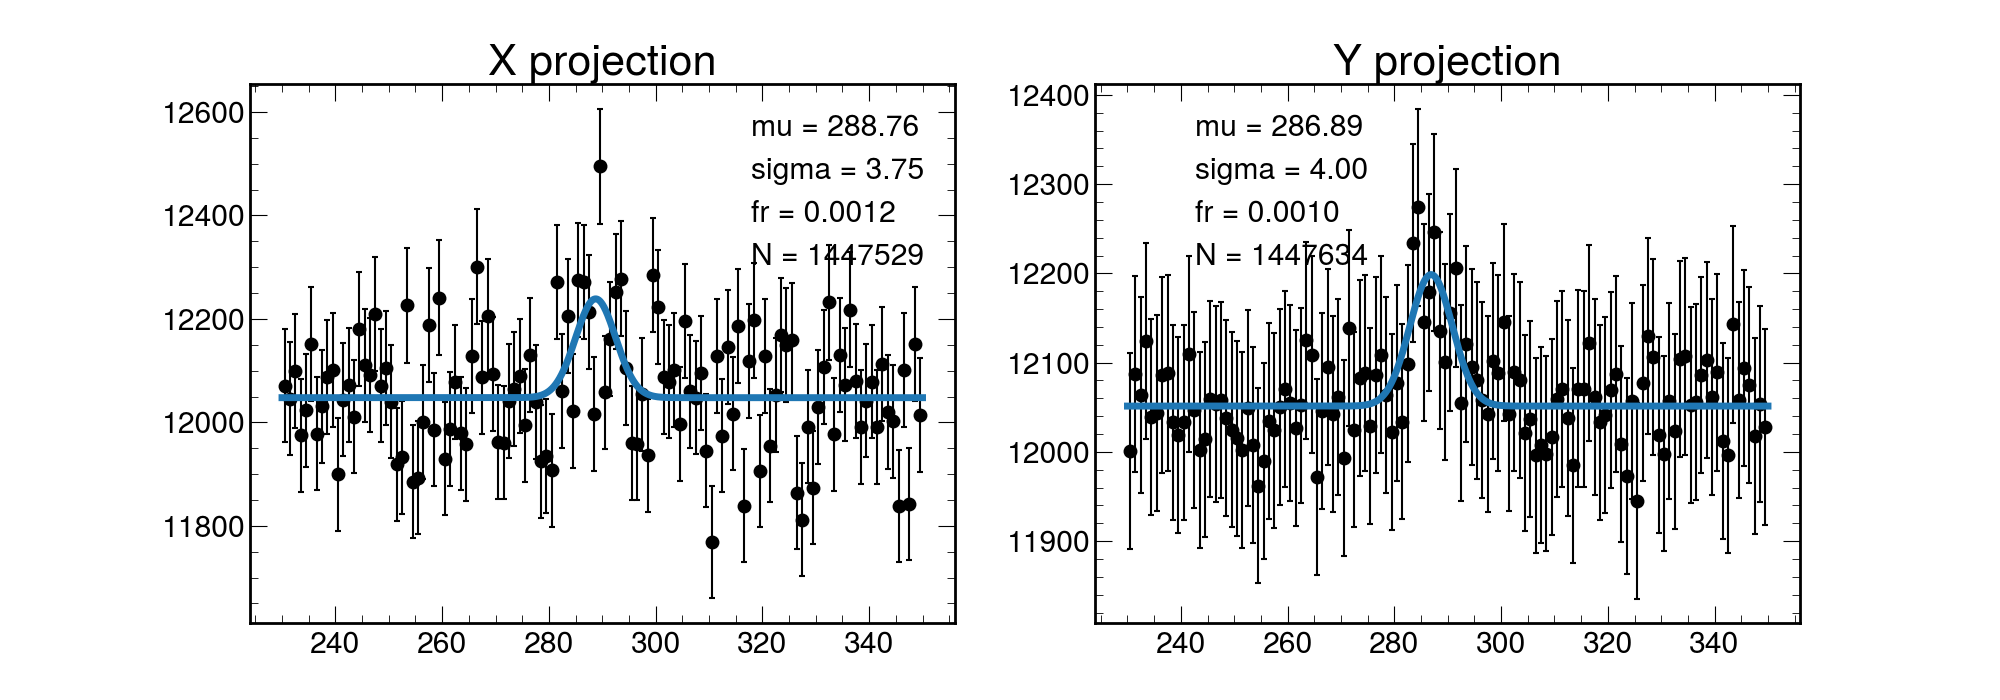 X projection
12600
12400
12200
12000
11800
mu = 288.76
sigma = 3.75
fr = 0.0012
N = 1447529
240 260 280 300 320 340
Y projection
12400
12300
12200
12100
12000
11900
mu = 286.89
sigma = 4.00
fr = 0.0010
N = 1447634
240 260 280 300 320 340